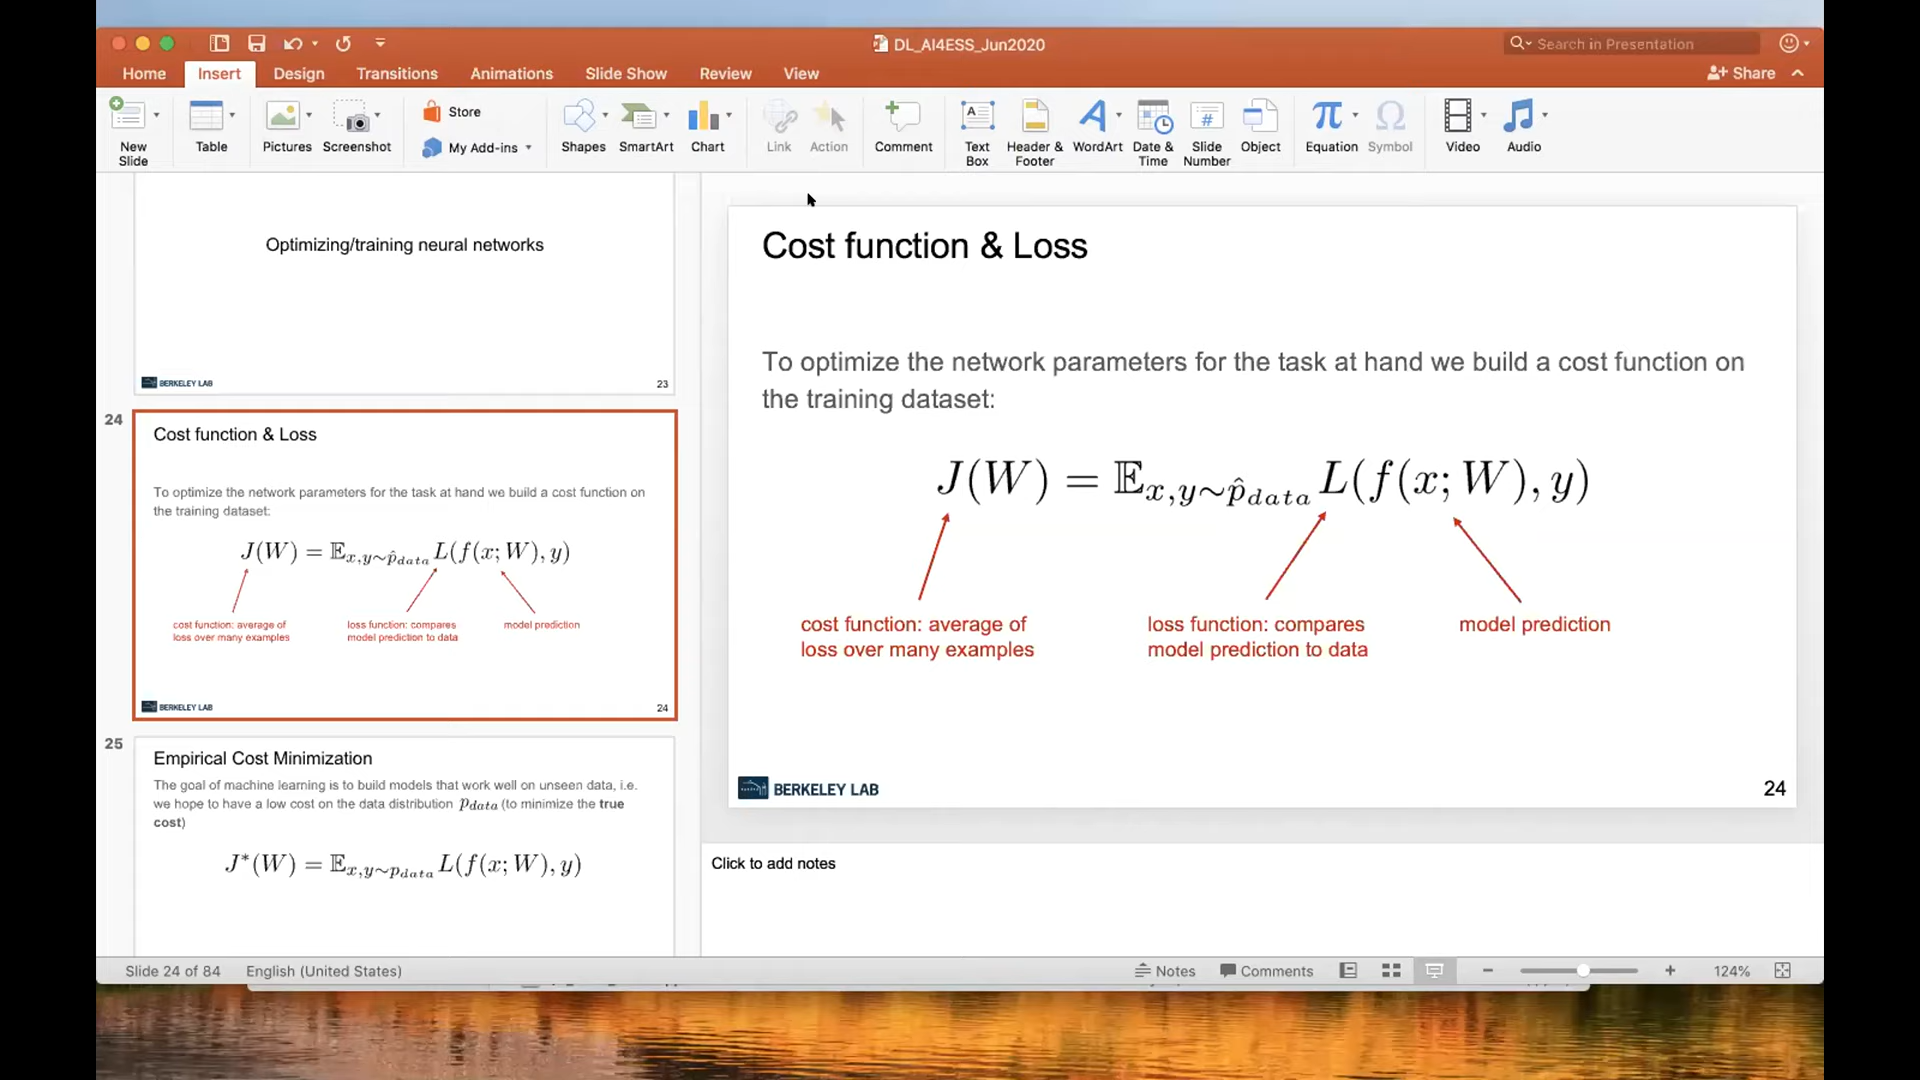 DL_AI4ESS_Jun2020
Search in Presentation
Home Insert Design Transitions Animations Slide Show Review View
Share
New Slide
Table
Pictures
Screenshot
Store
My Add-ins
Shapes
SmartArt
Chart
Link
Action
Comment
Text Box
Header & Footer
WordArt
Date & Time
Slide Number
Object
Equation
Symbol
Video
Audio
Optimizing/training neural networks
BERKELEY LAB
23
24
Cost function & Loss
To optimize the network parameters for the task at hand we build a cost function on
the training dataset:
J(W) = 𝔼_{x,y∼p̂_{data}} L(f(x; W), y)
cost function: average of
loss over many examples
loss function: compares
model prediction to data
model prediction
BERKELEY LAB
24
25
Empirical Cost Minimization
The goal of machine learning is to build models that work well on unseen data, i.e.
we hope to have a low cost on the data distribution p_{data} (to minimize the true
cost)
J*(W) = 𝔼_{x,y∼p_{data}} L(f(x; W), y)
Cost function & Loss
To optimize the network parameters for the task at hand we build a cost function on
the training dataset:
J(W) = 𝔼_{x,y∼p̂_{data}} L(f(x; W), y)
cost function: average of
loss over many examples
loss function: compares
model prediction to data
model prediction
BERKELEY LAB
24
Click to add notes
Slide 24 of 84
English (United States)
Notes
Comments
124%